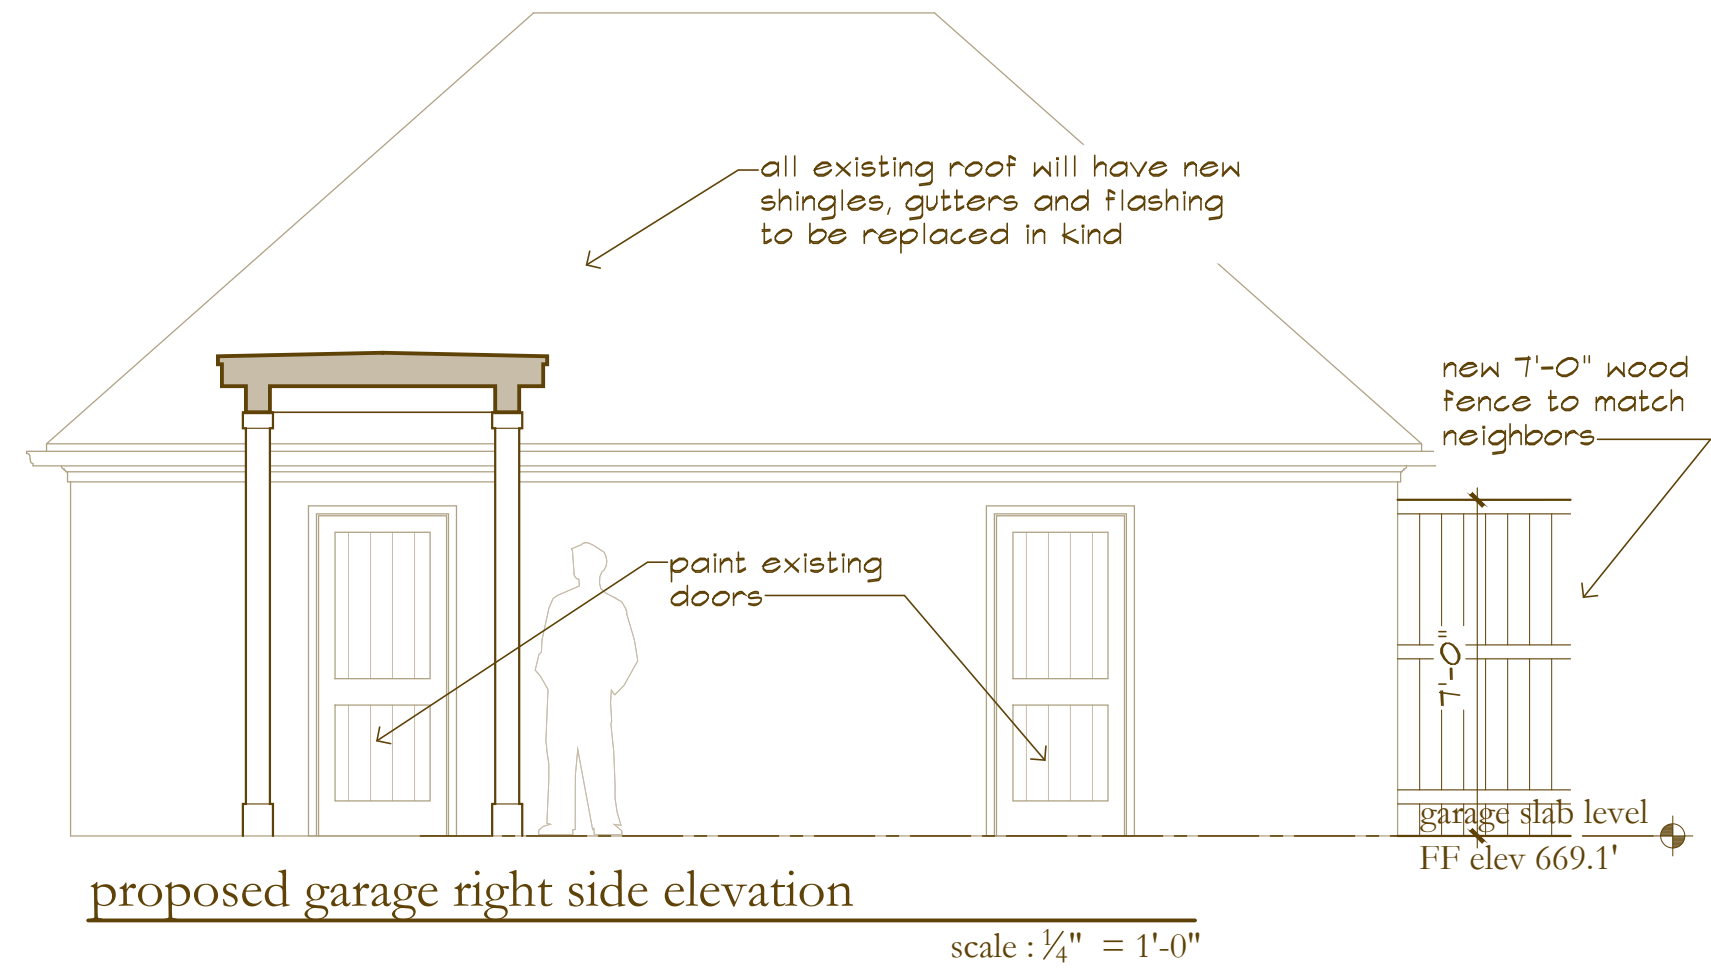 all existing roof will have new
shingles, gutters and flashing
to be replaced in kind
new 7'-0" wood
fence to match
neighbors
paint existing
doors
7'-0"
garage slab level
FF elev 669.1'
proposed garage right side elevation
scale : ¼" = 1'-0"